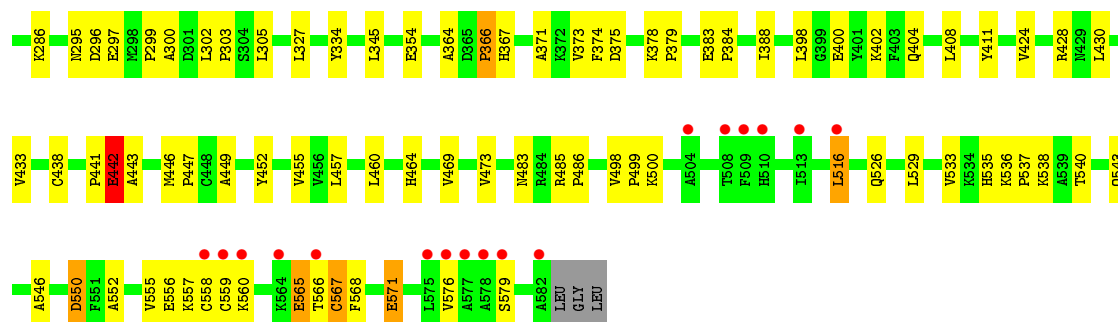 K286 N295 D296 E297 M298 P299 A300 D301 L302 P303 S304 L305 L327 Y334 L345 E354 A364 D365 P366 H367 A371 K372 V373 F374 D375 K378 P379 E383 P384 I388 L398 G399 E400 Y401 K402 F403 Q404 L408 Y411 V424 R428 N429 L430
V433 C438 P441 E442 A443 M446 P447 C448 A449 Y452 V455 V456 L457 L460 H464 V469 V473 N483 R484 R485 P486 V498 P499 K500 A504 T508 F509 H510 I513 L516 Q526 L529 V533 K534 H535 K536 P537 K538 A539 T540 Q543
A546 D550 F551 A552 V555 E556 K557 C558 C559 K560 K564 E565 T566 C567 F568 E571 L575 V576 A577 A578 S579 A582 LEU GLY LEU